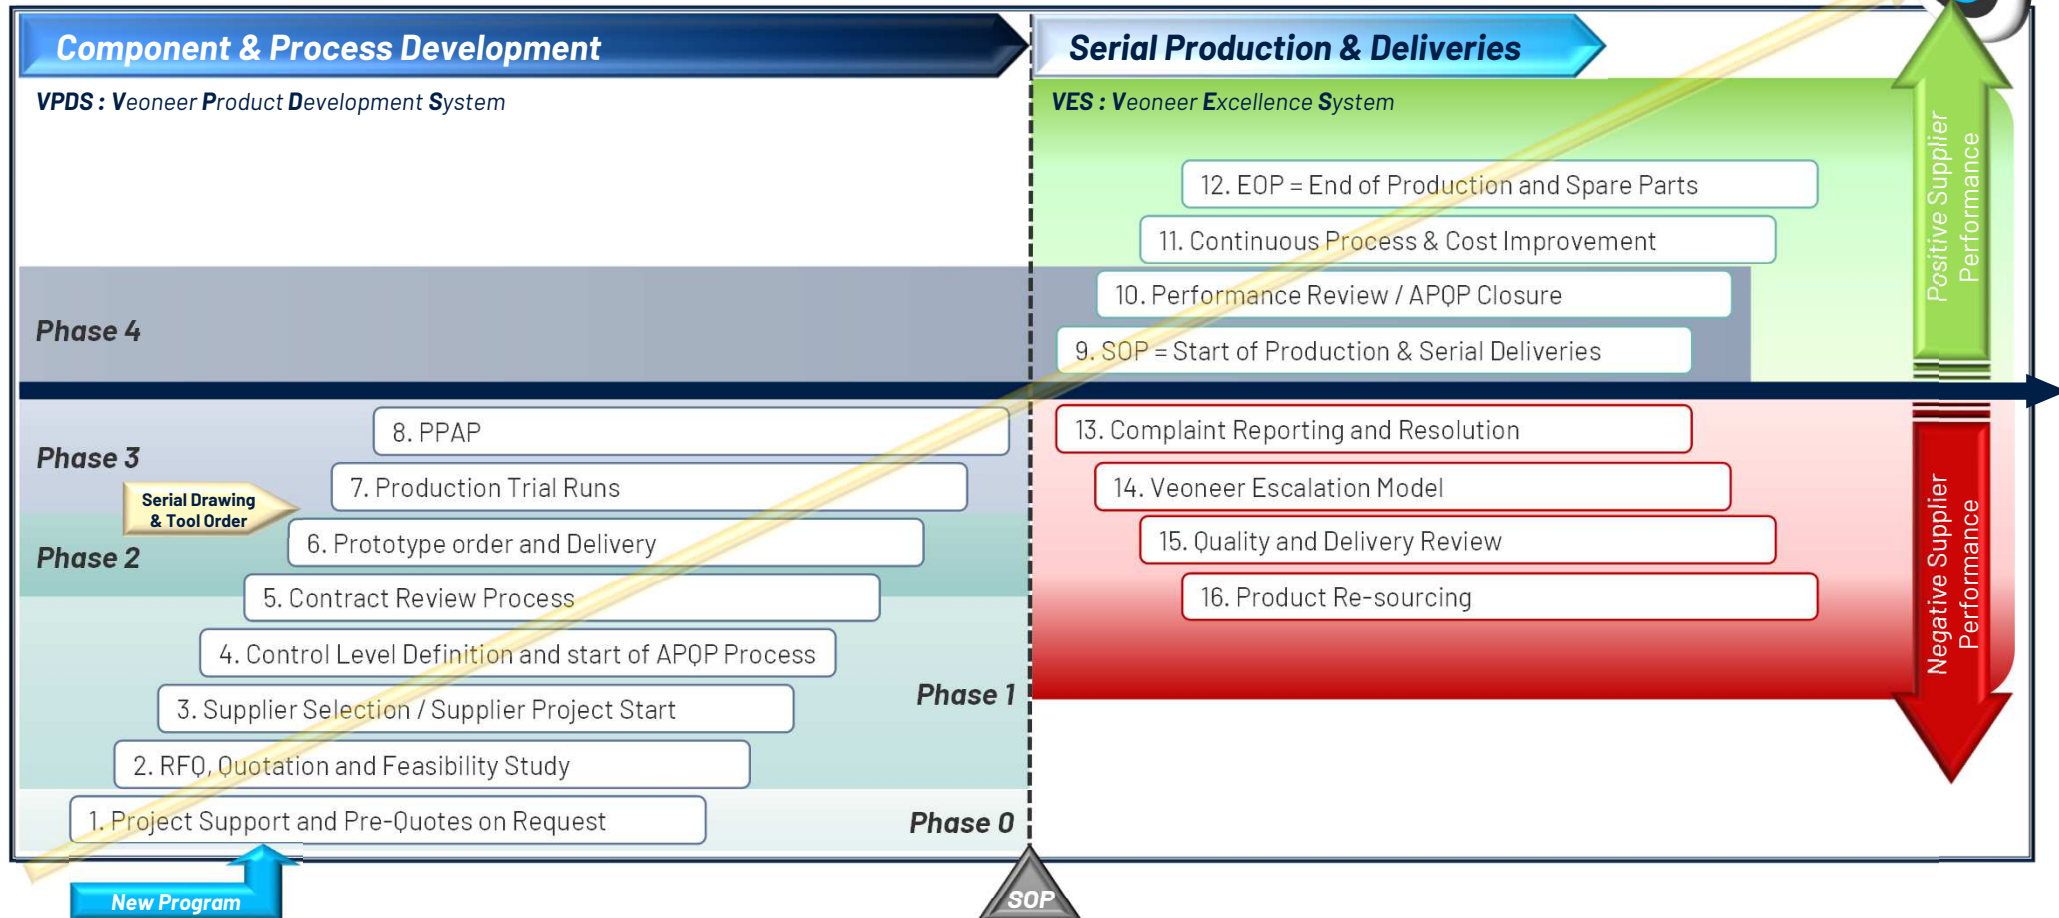 Component & Process Development
Serial Production & Deliveries
VPDS : Veoneer Product Development System
VES : Veoneer Excellence System
12. EOP = End of Production and Spare Parts
11. Continuous Process & Cost Improvement
10. Performance Review / APQP Closure
9. SOP = Start of Production & Serial Deliveries
Positive Supplier
Performance
Phase 4
Phase 3
8. PPAP
7. Production Trial Runs
Serial Drawing
& Tool Order
Phase 2
6. Prototype order and Delivery
5. Contract Review Process
4. Control Level Definition and start of APQP Process
Phase 1
3. Supplier Selection / Supplier Project Start
2. RFQ, Quotation and Feasibility Study
1. Project Support and Pre-Quotes on Request
Phase 0
13. Complaint Reporting and Resolution
14. Veoneer Escalation Model
15. Quality and Delivery Review
16. Product Re-sourcing
Negative Supplier
Performance
New Program
SOP